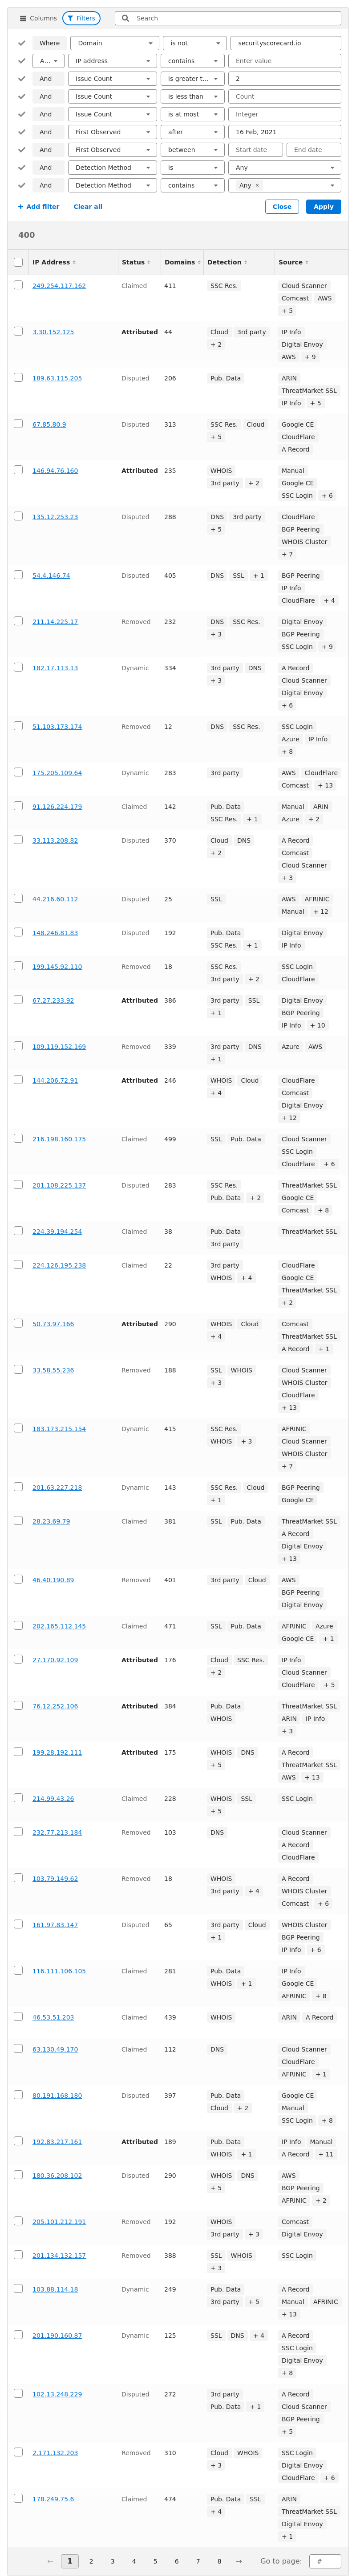 Columns Filters Search
Where Domain is not securityscorecard.io
A... IP address contains Enter value
And Issue Count is greater t... 2
And Issue Count is less than Count
And Issue Count is at most Integer
And First Observed after 16 Feb, 2021
And First Observed between Start date End date
And Detection Method is Any
And Detection Method contains Any ×
+ Add filter Clear all Close Apply
400
IP Address Status Domains Detection Source
249.254.117.162 Claimed 411 SSC Res. Cloud Scanner
Comcast AWS
+ 5
3.30.152.125 Attributed 44 Cloud 3rd party IP Info
+ 2 Digital Envoy
AWS + 9
189.63.115.205 Disputed 206 Pub. Data ARIN
ThreatMarket SSL
IP Info + 5
67.85.80.9 Disputed 313 SSC Res. Cloud Google CE
+ 5 CloudFlare
A Record
146.94.76.160 Attributed 235 WHOIS Manual
3rd party + 2 Google CE
SSC Login + 6
135.12.253.23 Disputed 288 DNS 3rd party CloudFlare
+ 5 BGP Peering
WHOIS Cluster
+ 7
54.4.146.74 Disputed 405 DNS SSL + 1 BGP Peering
IP Info
CloudFlare + 4
211.14.225.17 Removed 232 DNS SSC Res. Digital Envoy
+ 3 BGP Peering
SSC Login + 9
182.17.113.13 Dynamic 334 3rd party DNS A Record
+ 3 Cloud Scanner
Digital Envoy
+ 6
51.103.173.174 Removed 12 DNS SSC Res. SSC Login
Azure IP Info
+ 8
175.205.109.64 Dynamic 283 3rd party AWS CloudFlare
Comcast + 13
91.126.224.179 Claimed 142 Pub. Data Manual ARIN
SSC Res. + 1 Azure + 2
33.113.208.82 Disputed 370 Cloud DNS A Record
+ 2 Comcast
Cloud Scanner
+ 3
44.216.60.112 Disputed 25 SSL AWS AFRINIC
Manual + 12
148.246.81.83 Disputed 192 Pub. Data Digital Envoy
SSC Res. + 1 IP Info
199.145.92.110 Removed 18 SSC Res. SSC Login
3rd party + 2 CloudFlare
67.27.233.92 Attributed 386 3rd party SSL Digital Envoy
+ 1 BGP Peering
IP Info + 10
109.119.152.169 Removed 339 3rd party DNS Azure AWS
+ 1
144.206.72.91 Attributed 246 WHOIS Cloud CloudFlare
+ 4 Comcast
Digital Envoy
+ 12
216.198.160.175 Claimed 499 SSL Pub. Data Cloud Scanner
SSC Login
CloudFlare + 6
201.108.225.137 Disputed 283 SSC Res. ThreatMarket SSL
Pub. Data + 2 Google CE
Comcast + 8
224.39.194.254 Claimed 38 Pub. Data ThreatMarket SSL
3rd party
224.126.195.238 Claimed 22 3rd party CloudFlare
WHOIS + 4 Google CE
ThreatMarket SSL
+ 2
50.73.97.166 Attributed 290 WHOIS Cloud Comcast
+ 4 ThreatMarket SSL
A Record + 1
33.58.55.236 Removed 188 SSL WHOIS Cloud Scanner
+ 3 WHOIS Cluster
CloudFlare
+ 13
183.173.215.154 Dynamic 415 SSC Res. AFRINIC
WHOIS + 3 Cloud Scanner
WHOIS Cluster
+ 7
201.63.227.218 Dynamic 143 SSC Res. Cloud BGP Peering
+ 1 Google CE
28.23.69.79 Claimed 381 SSL Pub. Data ThreatMarket SSL
A Record
Digital Envoy
+ 13
46.40.190.89 Removed 401 3rd party Cloud AWS
BGP Peering
Digital Envoy
202.165.112.145 Claimed 471 SSL Pub. Data AFRINIC Azure
Google CE + 1
27.170.92.109 Attributed 176 Cloud SSC Res. IP Info
+ 2 Cloud Scanner
CloudFlare + 5
76.12.252.106 Attributed 384 Pub. Data ThreatMarket SSL
WHOIS ARIN IP Info
+ 3
199.28.192.111 Attributed 175 WHOIS DNS A Record
+ 5 ThreatMarket SSL
AWS + 13
214.99.43.26 Claimed 228 WHOIS SSL SSC Login
+ 5
232.77.213.184 Removed 103 DNS Cloud Scanner
A Record
CloudFlare
103.79.149.62 Removed 18 WHOIS A Record
3rd party + 4 WHOIS Cluster
Comcast + 6
161.97.83.147 Disputed 65 3rd party Cloud WHOIS Cluster
+ 1 BGP Peering
IP Info + 6
116.111.106.105 Claimed 281 Pub. Data IP Info
WHOIS + 1 Google CE
AFRINIC + 8
46.53.51.203 Claimed 439 WHOIS ARIN A Record
63.130.49.170 Claimed 112 DNS Cloud Scanner
CloudFlare
AFRINIC + 1
80.191.168.180 Disputed 397 Pub. Data Google CE
Cloud + 2 Manual
SSC Login + 8
192.83.217.161 Attributed 189 Pub. Data IP Info Manual
WHOIS + 1 A Record + 11
180.36.208.102 Disputed 290 WHOIS DNS AWS
+ 5 BGP Peering
AFRINIC + 2
205.101.212.191 Removed 192 WHOIS Comcast
3rd party + 3 Digital Envoy
201.134.132.157 Removed 388 SSL WHOIS SSC Login
+ 3
103.88.114.18 Dynamic 249 Pub. Data A Record
3rd party + 5 Manual AFRINIC
+ 13
201.190.160.87 Dynamic 125 SSL DNS + 4 A Record
SSC Login
Digital Envoy
+ 8
102.13.248.229 Disputed 272 3rd party A Record
Pub. Data + 1 Cloud Scanner
BGP Peering
+ 5
2.171.132.203 Removed 310 Cloud WHOIS SSC Login
+ 3 Digital Envoy
CloudFlare + 6
178.249.75.6 Claimed 474 Pub. Data SSL ARIN
+ 4 ThreatMarket SSL
Digital Envoy
+ 1
← 1 2 3 4 5 6 7 8 → Go to page: #